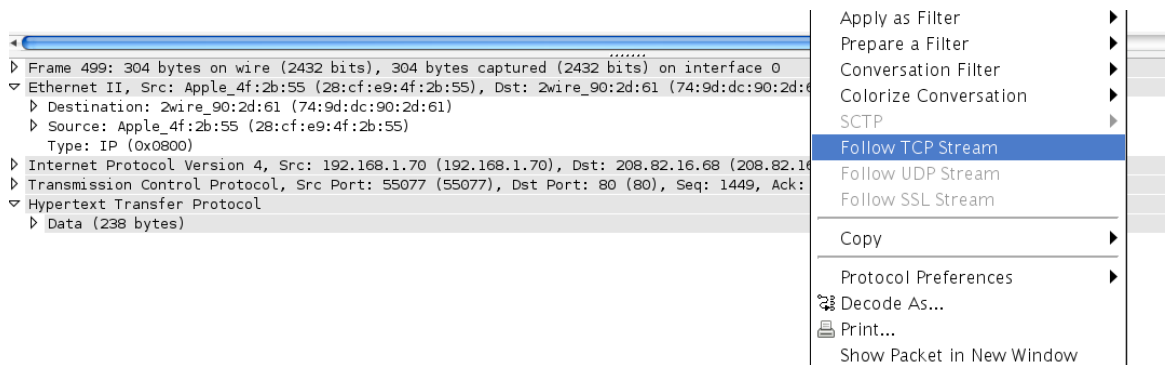 Frame 499: 304 bytes on wire (2432 bits), 304 bytes captured (2432 bits) on interface 0
Ethernet II, Src: Apple_4f:2b:55 (28:cf:e9:4f:2b:55), Dst: 2wire_90:2d:61 (74:9d:dc:90:2d:6
Destination: 2wire_90:2d:61 (74:9d:dc:90:2d:61)
Source: Apple_4f:2b:55 (28:cf:e9:4f:2b:55)
Type: IP (0x0800)
Internet Protocol Version 4, Src: 192.168.1.70 (192.168.1.70), Dst: 208.82.16.68 (208.82.16
Transmission Control Protocol, Src Port: 55077 (55077), Dst Port: 80 (80), Seq: 1449, Ack:
Hypertext Transfer Protocol
Data (238 bytes)
Apply as Filter
Prepare a Filter
Conversation Filter
Colorize Conversation
SCTP
Follow TCP Stream
Follow UDP Stream
Follow SSL Stream
Copy
Protocol Preferences
Decode As...
Print...
Show Packet in New Window